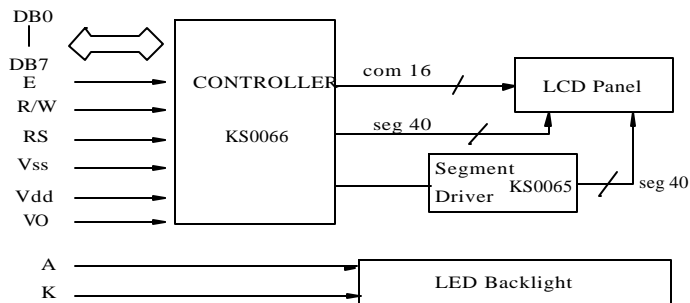 DB0
DB7
E
R/W
RS
Vss
Vdd
VO
A
K
CONTROLLER
KS0066
com 16
seg 40
LCD Panel
Segment
Driver
KS0065
seg 40
LED Backlight